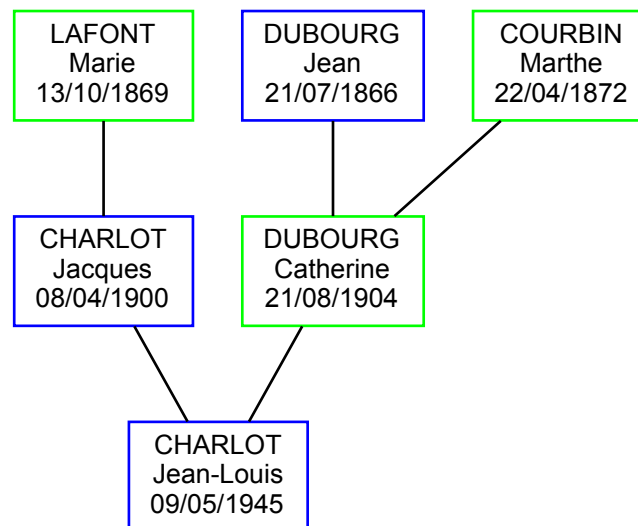 LAFONT
Marie
13/10/1869
DUBOURG
Jean
21/07/1866
COURBIN
Marthe
22/04/1872
CHARLOT
Jacques
08/04/1900
DUBOURG
Catherine
21/08/1904
CHARLOT
Jean-Louis
09/05/1945